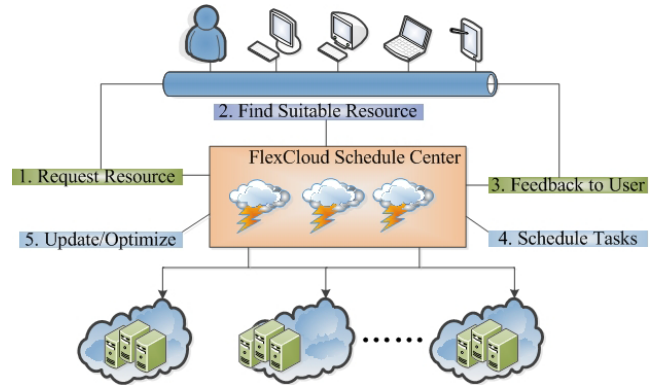 2. Find Suitable Resource
FlexCloud Schedule Center
1. Request Resource
3. Feedback to User
5. Update/Optimize
4. Schedule Tasks